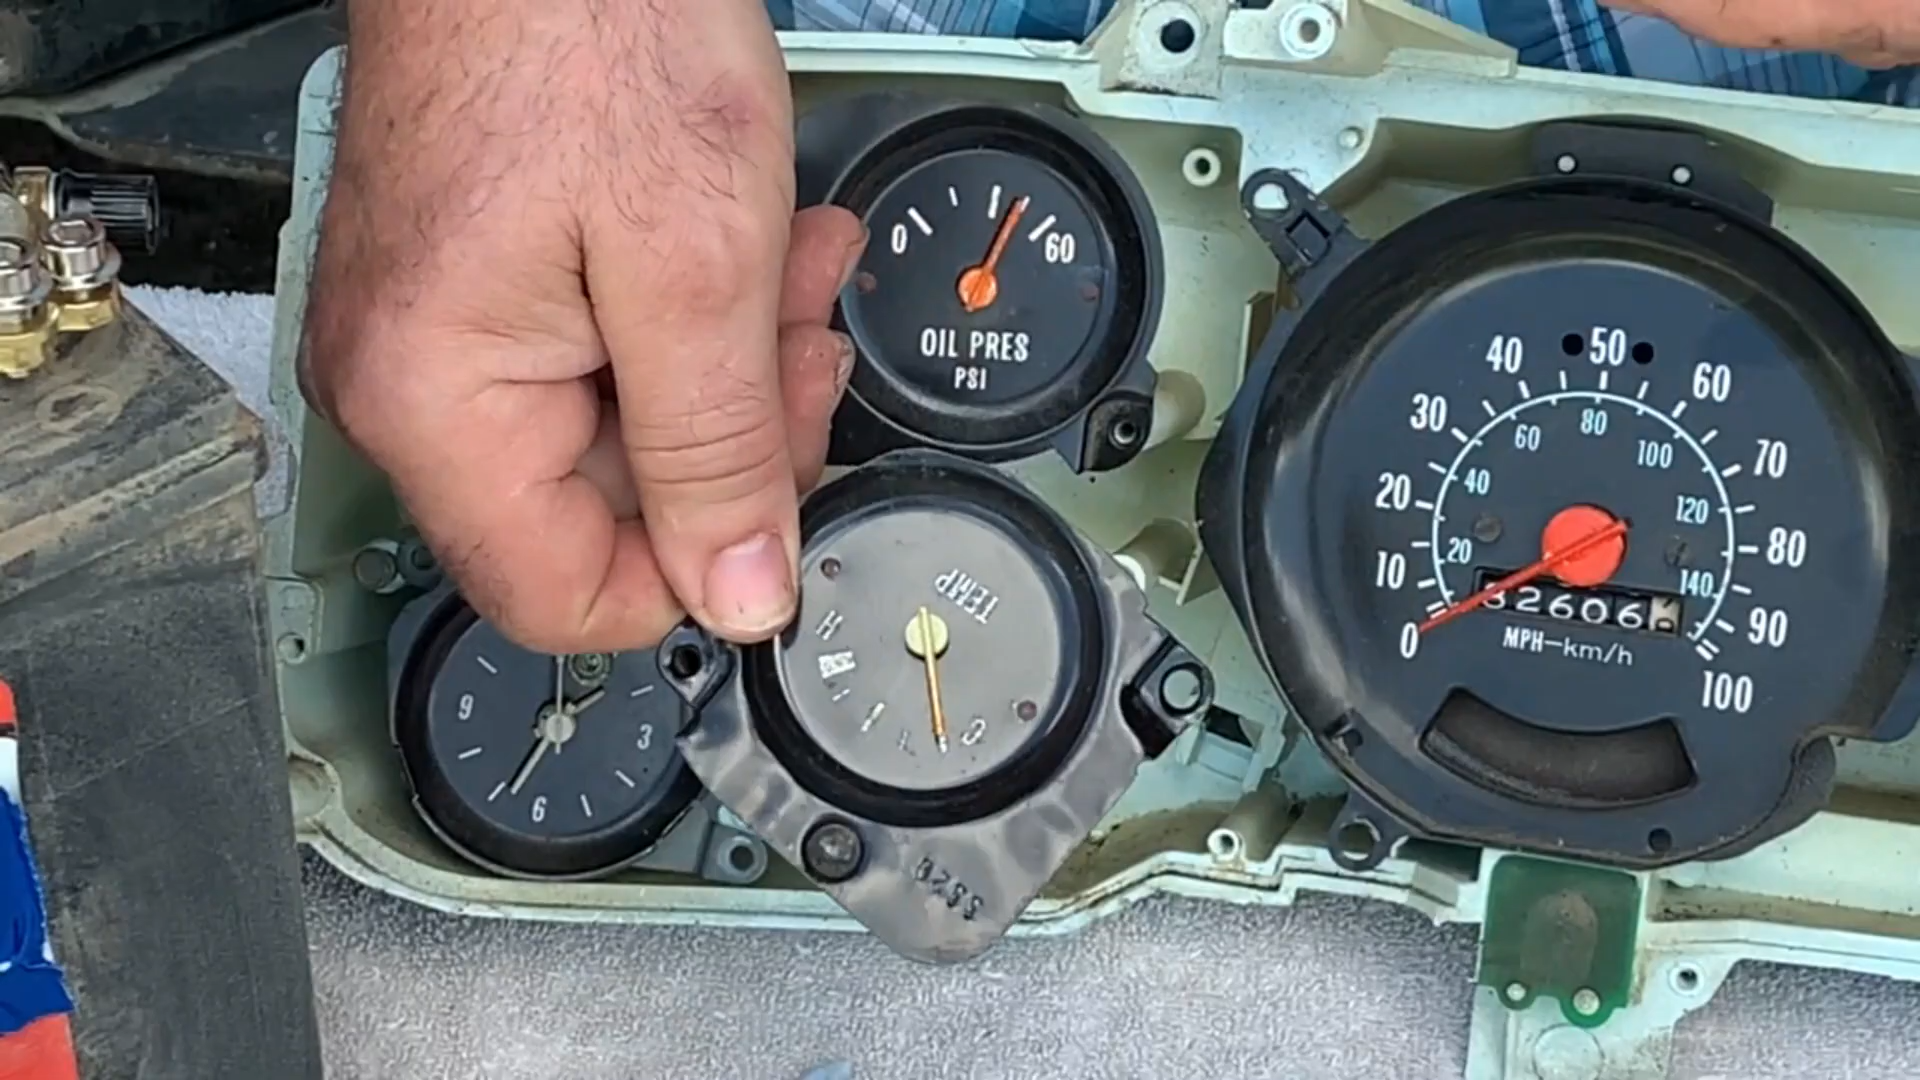 0 60
OIL PRES
PSI
9 3
6
TEMP
H
C
3320
0 10 20 30 40 50 60 70 80 90 100
20 40 60 80 100 120 140
32606
MPH—km/h